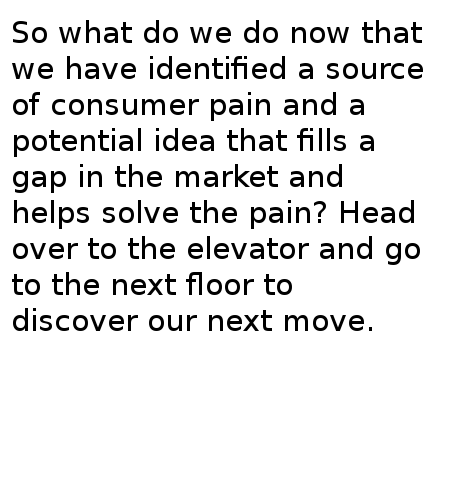 So what do we do now that
we have identified a source
of consumer pain and a
potential idea that fills a
gap in the market and
helps solve the pain? Head
over to the elevator and go
to the next floor to
discover our next move.